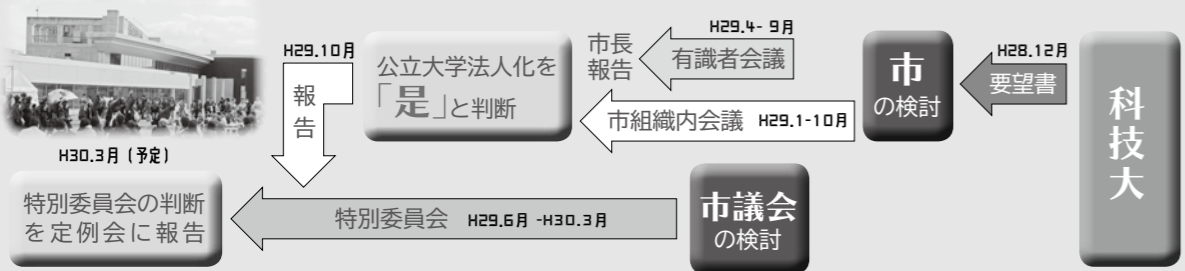 科技大
H28.12月
要望書
市
の検討
H29.4- 9月
有識者会議
市長
報告
市組織内会議 H29.1-10月
公立大学法人化を
「是」と判断
H29.10月
報告
市議会
の検討
特別委員会 H29.6月 -H30.3月
H30.3月（予定）
特別委員会の判断
を定例会に報告